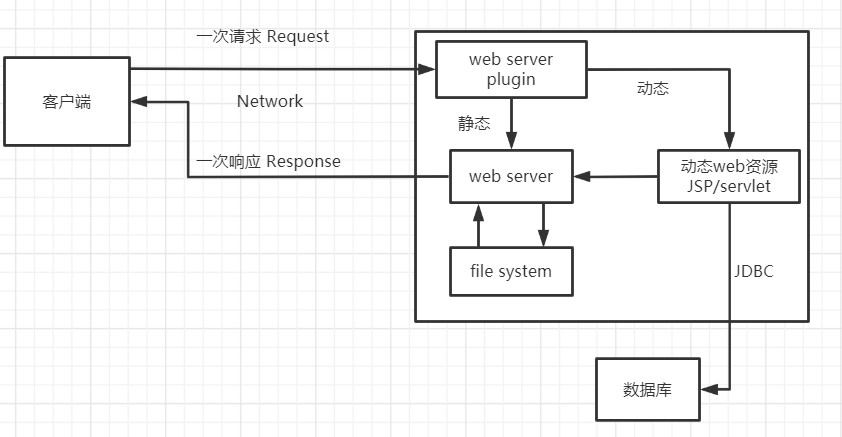 一次请求 Request
web server
plugin
客户端
动态
Network
静态
一次响应 Response
web server
动态web资源
JSP/servlet
file system
JDBC
数据库